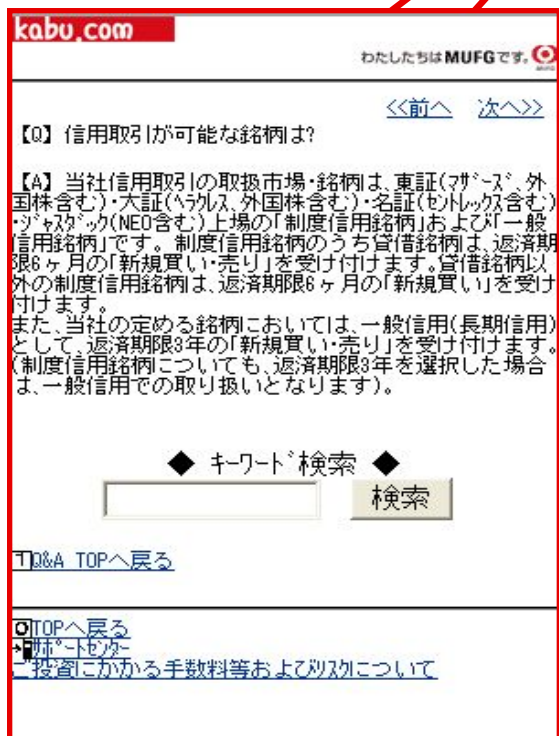 kabu.com
わたしたちはMUFGです。
<<前へ 次へ>>
【Q】信用取引が可能な銘柄は?
【A】当社信用取引の取扱市場・銘柄は、東証(ﾏｻﾞｰｽﾞ、外
国株含む)・大証(ﾍﾗｸﾚｽ、外国株含む)・名証(ｾﾝﾄﾚｯｸｽ含む)
・ｼﾞｬｽﾀﾞｯｸ(NEO含む)上場の「制度信用銘柄」および「一般
信用銘柄」です。制度信用銘柄のうち貸借銘柄は、返済期
限6ヶ月の「新規買い・売り」を受け付けます。貸借銘柄以
外の制度信用銘柄は、返済期限6ヶ月の「新規買い」を受け
付けます。
また、当社の定める銘柄においては、一般信用(長期信用)
として、返済期限3年の「新規買い・売り」を受け付けます。
(制度信用銘柄についても、返済期限3年を選択した場合
は、一般信用での取り扱いとなります)。
◆ ｷｰﾜｰﾄﾞ検索 ◆
検索
1Q&A TOPへ戻る
0TOPへ戻る
ｻﾎﾟｰﾄｾﾝﾀｰ
ご投資にかかる手数料等およびﾘｽｸについて